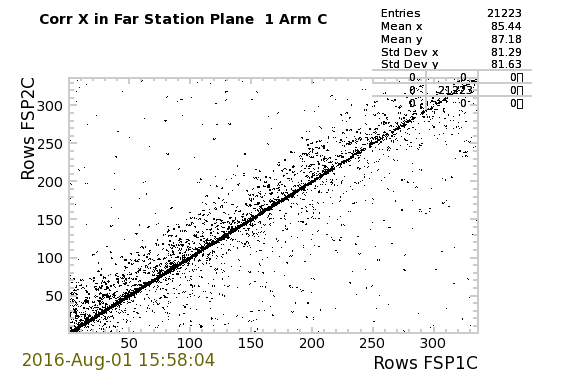 Corr X in Far Station Plane 1 Arm C
Entries 21223
Mean x 85.44
Mean y 87.18
Std Dev x 81.29
Std Dev y 81.63
0 0 0
0 21223 0
0 0 0
Rows FSP2C
300
250
200
150
100
50
50 100 150 200 250 300
2016-Aug-01 15:58:04
Rows FSP1C